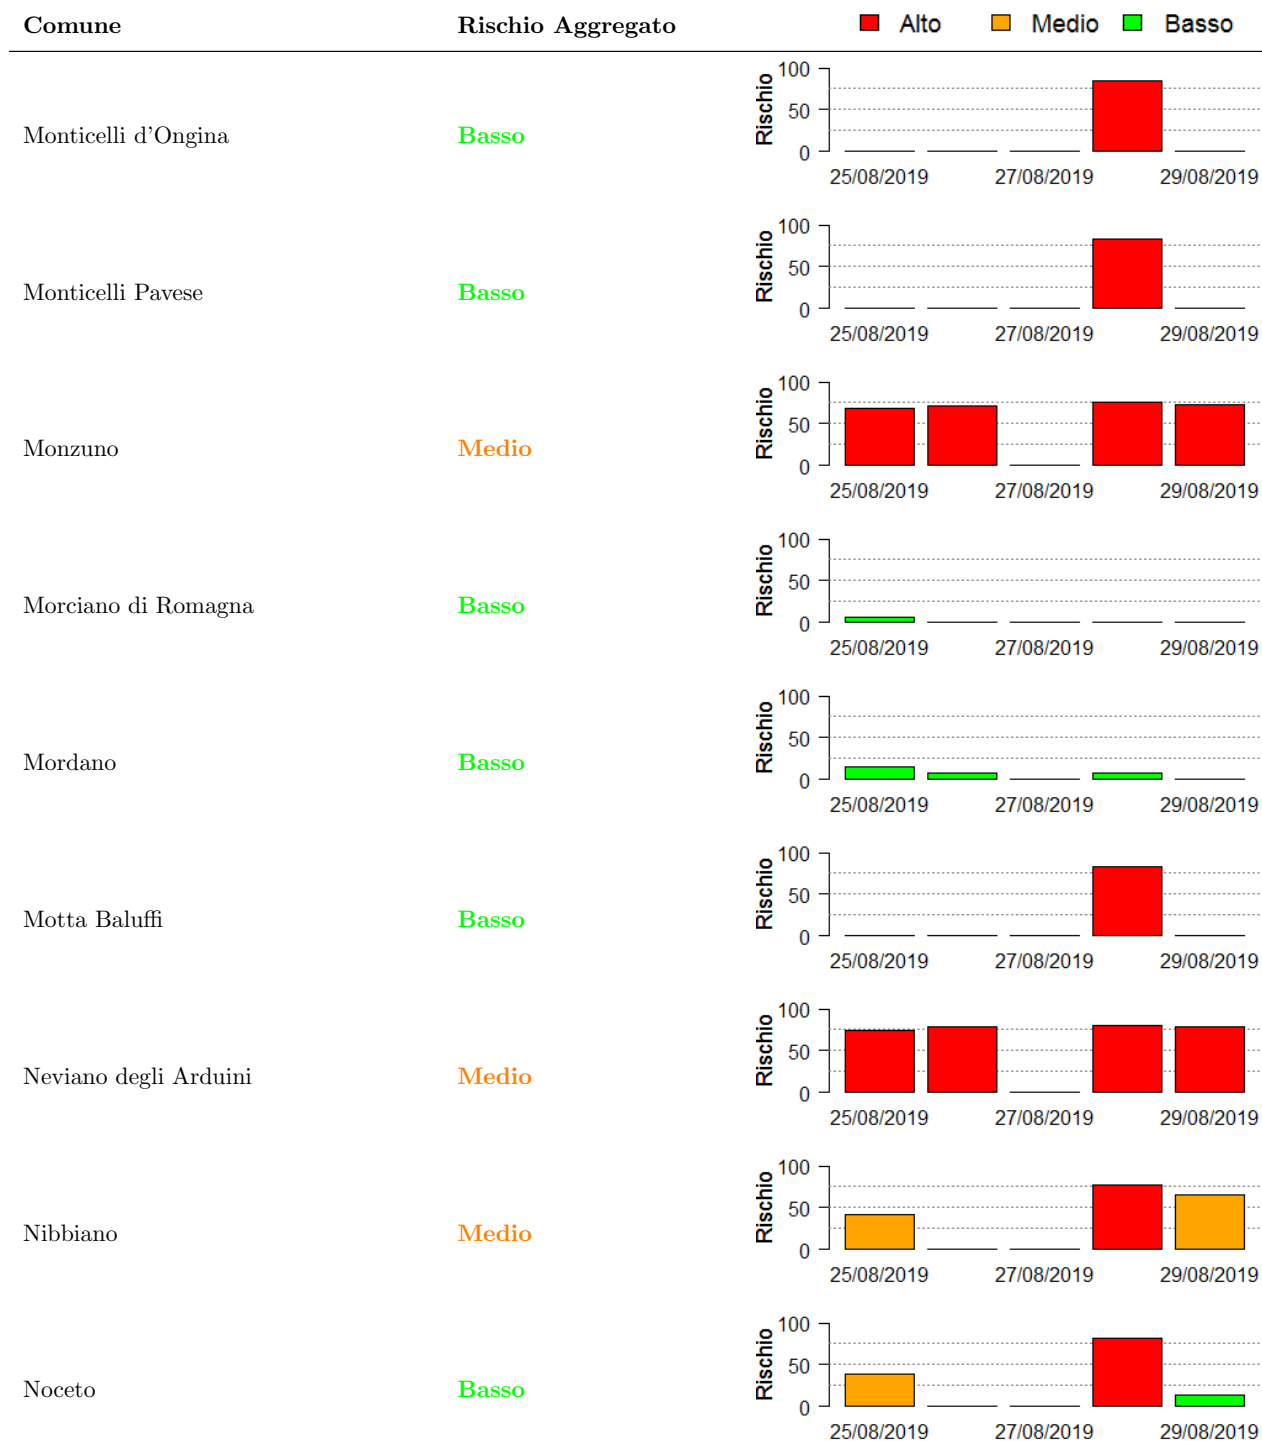 Comune Rischio Aggregato Alto Medio Basso
100
50
0
Rischio
Monticelli d'Ongina Basso
25/08/2019 27/08/2019 29/08/2019
100
50
0
Rischio
Monticelli Pavese Basso
25/08/2019 27/08/2019 29/08/2019
100
50
0
Rischio
Monzuno Medio
25/08/2019 27/08/2019 29/08/2019
100
50
0
Rischio
Morciano di Romagna Basso
25/08/2019 27/08/2019 29/08/2019
100
50
0
Rischio
Mordano Basso
25/08/2019 27/08/2019 29/08/2019
100
50
0
Rischio
Motta Baluffi Basso
25/08/2019 27/08/2019 29/08/2019
100
50
0
Rischio
Neviano degli Arduini Medio
25/08/2019 27/08/2019 29/08/2019
100
50
0
Rischio
Nibbiano Medio
25/08/2019 27/08/2019 29/08/2019
100
50
0
Rischio
Noceto Basso
25/08/2019 27/08/2019 29/08/2019